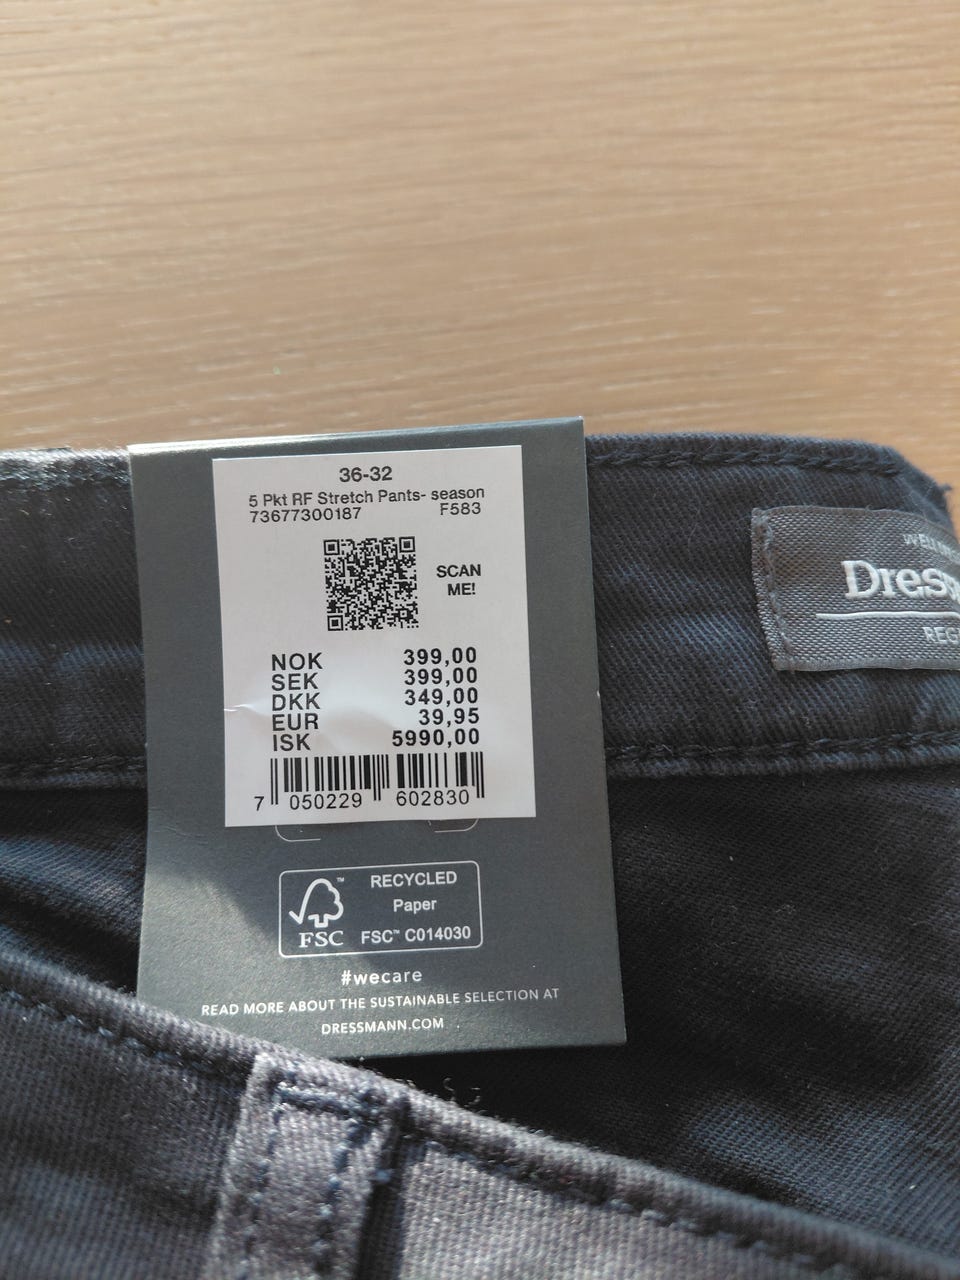 36-32
5 Pkt RF Stretch Pants- season
73677300187 F583
SCAN
ME!
NOK 399,00
SEK 399,00
DKK 349,00
EUR 39,95
ISK 5990,00
7 050229 602830
RECYCLED
Paper
FSC™ C014030
FSC
#wecare
READ MORE ABOUT THE SUSTAINABLE SELECTION AT
DRESSMANN.COM
Dres
REG